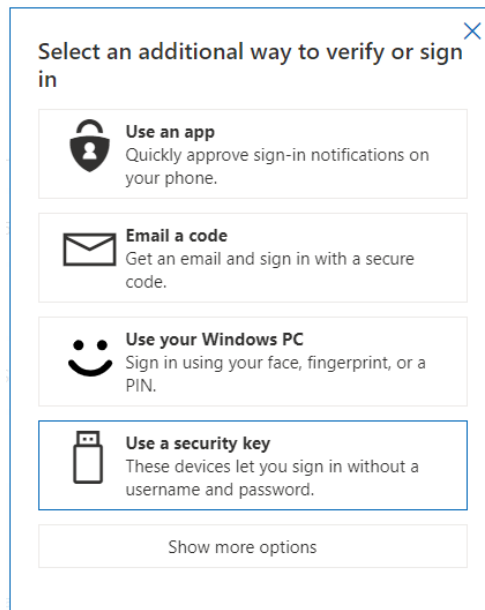 Select an additional way to verify or sign
in
Use an app
Quickly approve sign-in notifications on
your phone.
Email a code
Get an email and sign in with a secure
code.
Use your Windows PC
Sign in using your face, fingerprint, or a
PIN.
Use a security key
These devices let you sign in without a
username and password.
Show more options